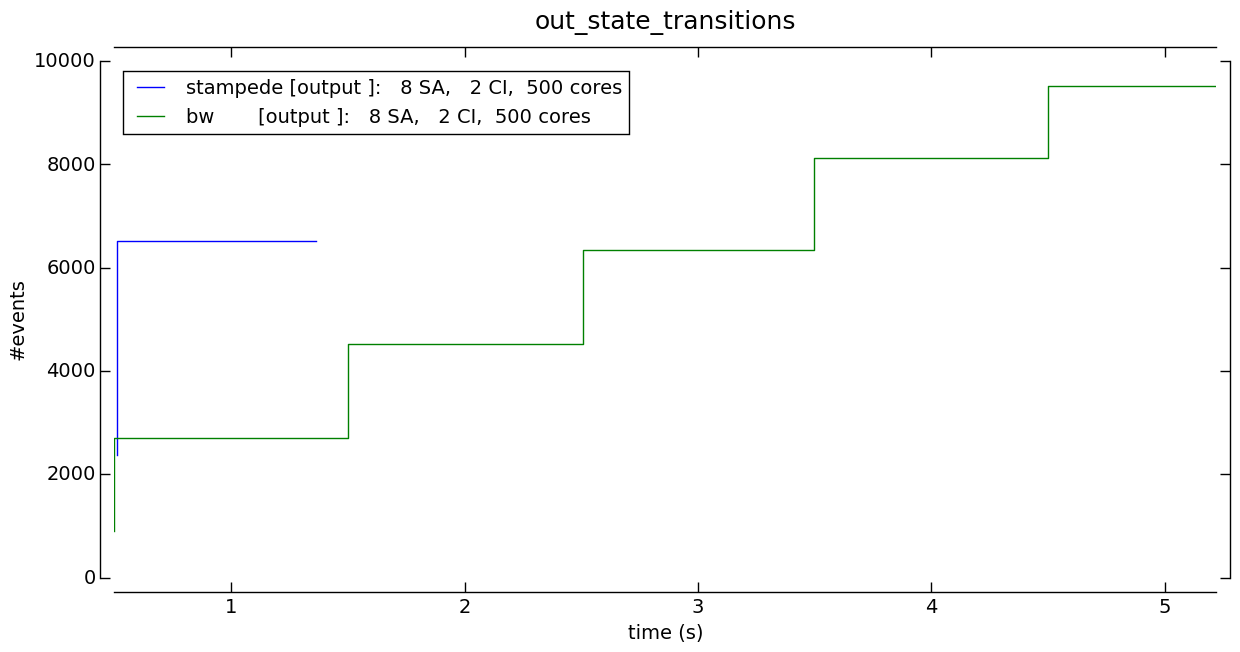 out_state_transitions
10000
8000
6000
4000
2000
0
#events
stampede [output ]:   8 SA,   2 CI,  500 cores
bw       [output ]:   8 SA,   2 CI,  500 cores
1 2 3 4 5
time (s)